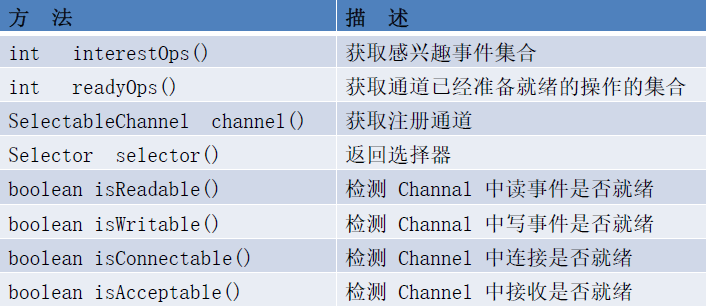 方 法 描 述
int interestOps() 获取感兴趣事件集合
int readyOps() 获取通道已经准备就绪的操作的集合
SelectableChannel channel() 获取注册通道
Selector selector() 返回选择器
boolean isReadable() 检测 Channal 中读事件是否就绪
boolean isWritable() 检测 Channal 中写事件是否就绪
boolean isConnectable() 检测 Channel 中连接是否就绪
boolean isAcceptable() 检测 Channel 中接收是否就绪